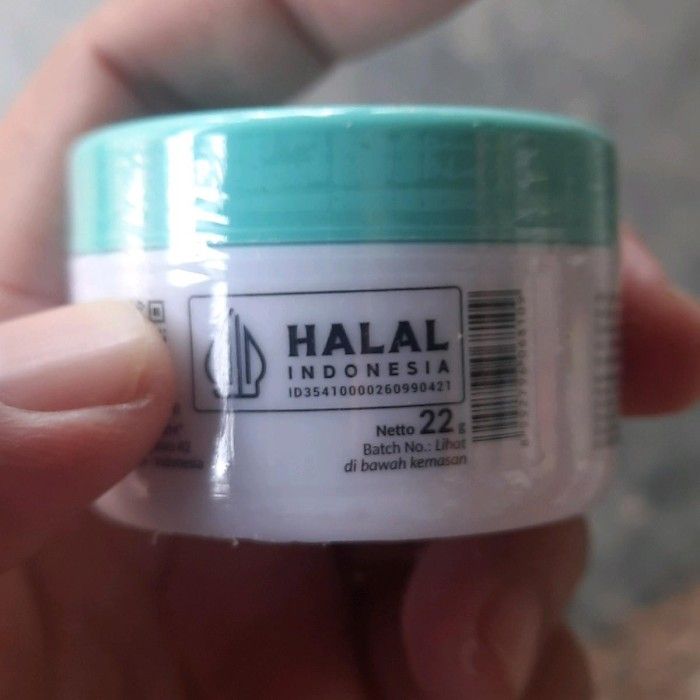 HALAL
INDONESIA
ID35410000260990421
Netto 22 g
Batch No.: Lihat
di bawah kemasan